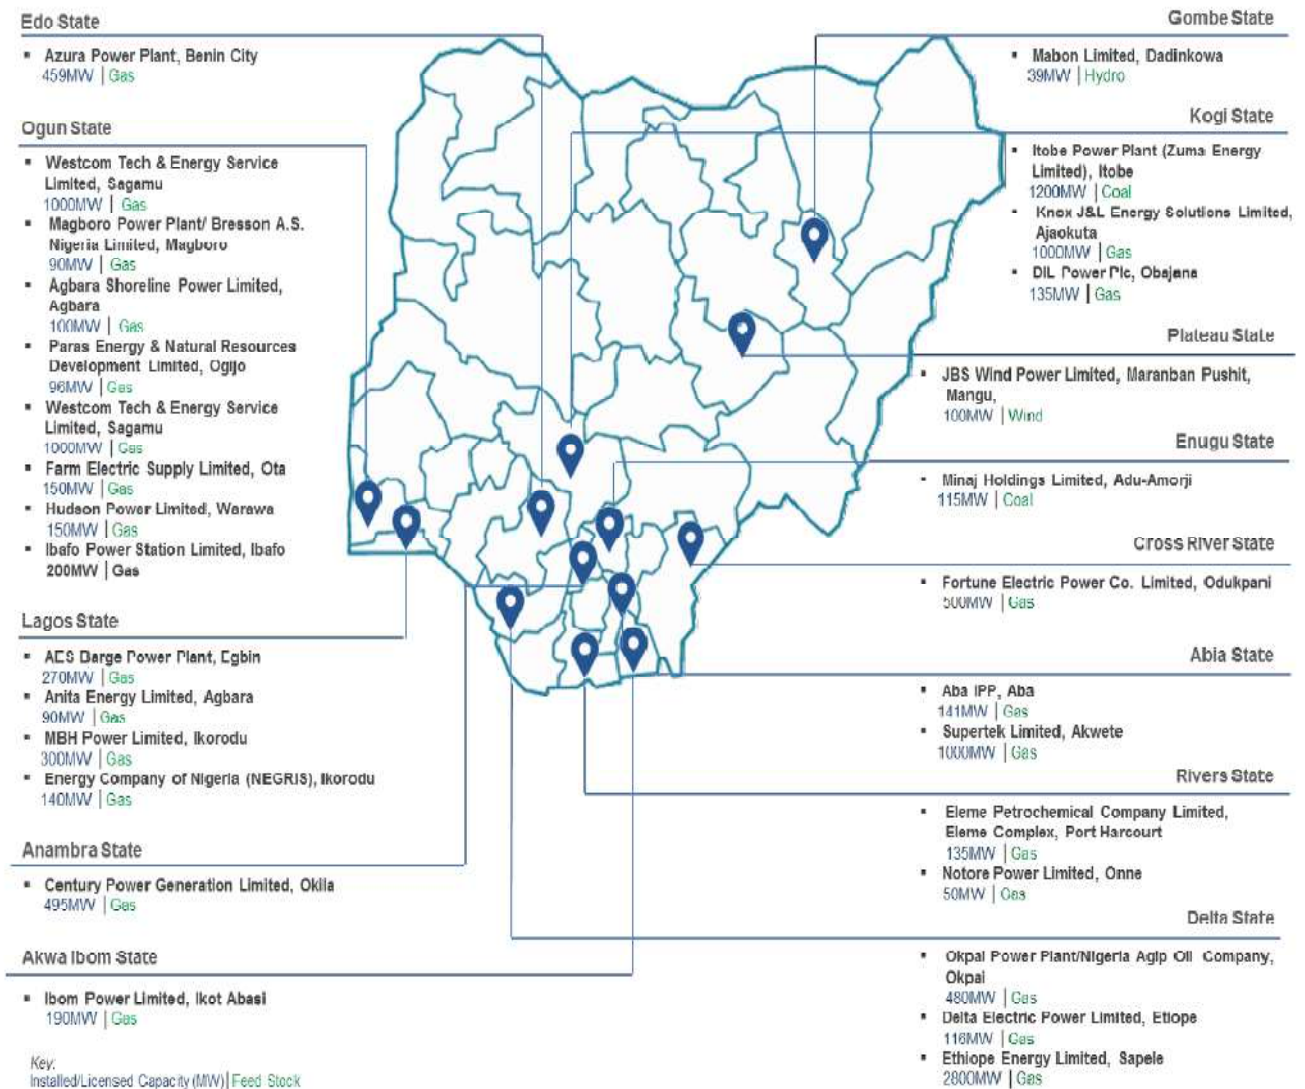 Edo State
▪ Azura Power Plant, Benin City
459MW | Gas
Ogun State
▪ Westcom Tech & Energy Service
Limited, Sagamu
1000MW | Gas
▪ Magboro Power Plant/ Bresson A.S.
Nigeria Limited, Magboro
90MW | Gas
▪ Agbara Shoreline Power Limited,
Agbara
100MW | Gas
▪ Paras Energy & Natural Resources
Development Limited, Ogijo
96MW | Gas
▪ Westcom Tech & Energy Service
Limited, Sagamu
1000MW | Gas
▪ Farm Electric Supply Limited, Ota
150MW | Gas
▪ Hudson Power Limited, Warawa
150MW | Gas
▪ Ibafo Power Station Limited, Ibafo
200MW | Gas
Lagos State
▪ AES Barge Power Plant, Egbin
270MW | Gas
▪ Anita Energy Limited, Agbara
90MW | Gas
▪ MBH Power Limited, Ikorodu
300MW | Gas
▪ Energy Company of Nigeria (NEGRIS), Ikorodu
140MW | Gas
Anambra State
▪ Century Power Generation Limited, Okija
495MW | Gas
Akwa Ibom State
▪ Ibom Power Limited, Ikot Abasi
190MW | Gas
Key:
Installed/Licensed Capacity (MW) | Feed Stock
Gombe State
▪ Mabon Limited, Dadinkowa
39MW | Hydro
Kogi State
▪ Itobe Power Plant (Zuma Energy
Limited), Itobe
1200MW | Coal
▪ Knox J&L Energy Solutions Limited,
Ajaokuta
1000MW | Gas
▪ DIL Power Plc, Obajana
135MW | Gas
Plateau State
▪ JBS Wind Power Limited, Maranban Pushit,
Mangu,
100MW | Wind
Enugu State
▪ Minaj Holdings Limited, Adu-Amorji
115MW | Coal
Cross River State
▪ Fortune Electric Power Co. Limited, Odukpani
500MW | Gas
Abia State
▪ Aba IPP, Aba
141MW | Gas
▪ Supertek Limited, Akwete
1000MW | Gas
Rivers State
▪ Eleme Petrochemical Company Limited,
Eleme Complex, Port Harcourt
135MW | Gas
▪ Notore Power Limited, Onne
50MW | Gas
Delta State
▪ Okpai Power Plant/Nigeria Agip Oil Company,
Okpai
480MW | Gas
▪ Delta Electric Power Limited, Etiope
116MW | Gas
▪ Ethiope Energy Limited, Sapele
2800MW | Gas